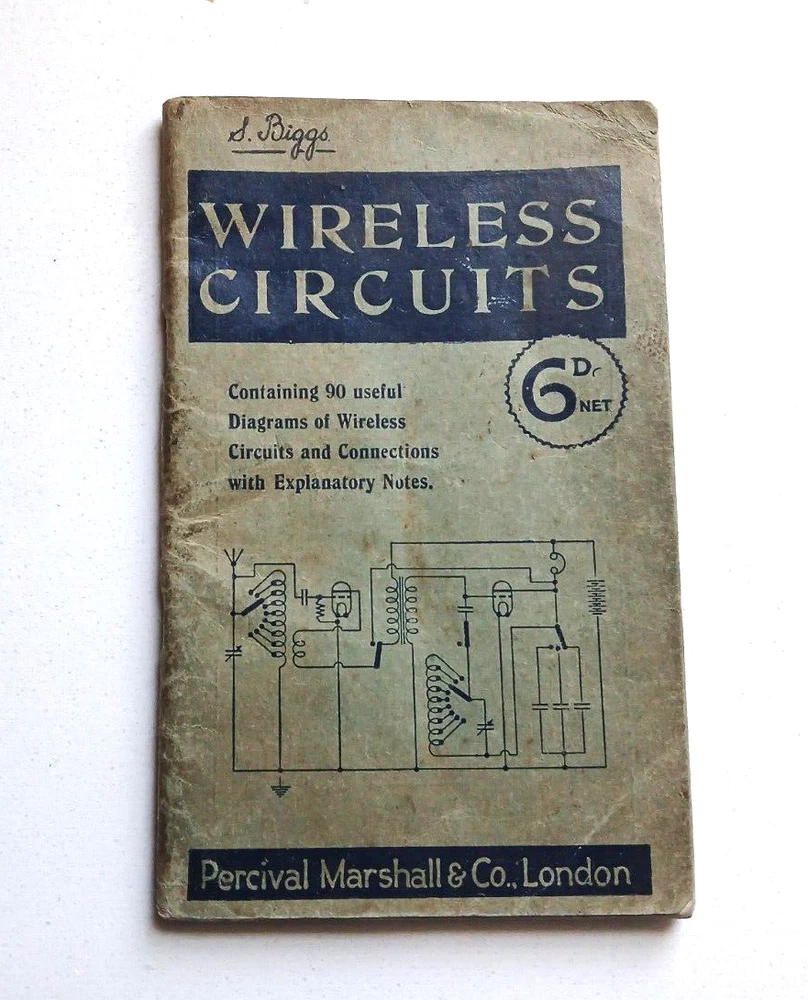 S. Biggs
WIRELESS
CIRCUITS
6D. NET
Containing 90 useful
Diagrams of Wireless
Circuits and Connections
with Explanatory Notes.
Percival Marshall & Co., London